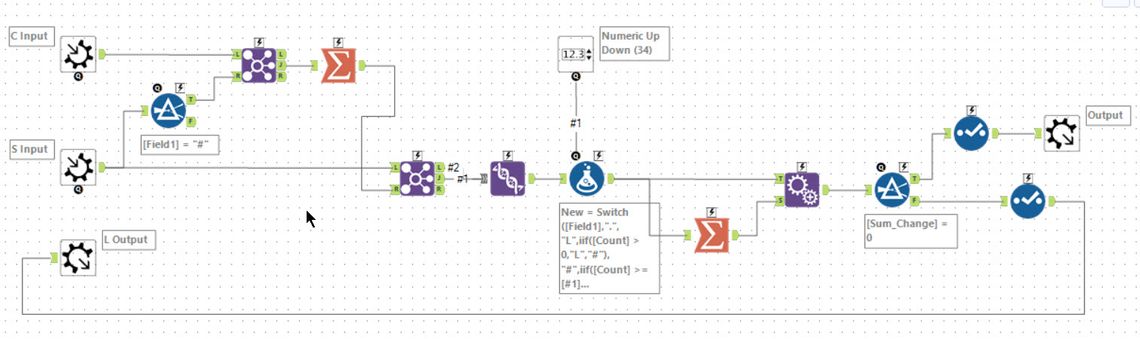 C Input
L
L
J
R
R
12.3
Numeric Up
Down (34)
#1
T
F
[Field1] = "#"
S Input
L
L
#2
J
#1
R
R
New = Switch
([Field1],".",
"L",iif([Count] >
0,"L","#"),
"#",iif([Count] >=
[#1]...
T
S
T
F
[Sum_Change] =
0
Output
L Output